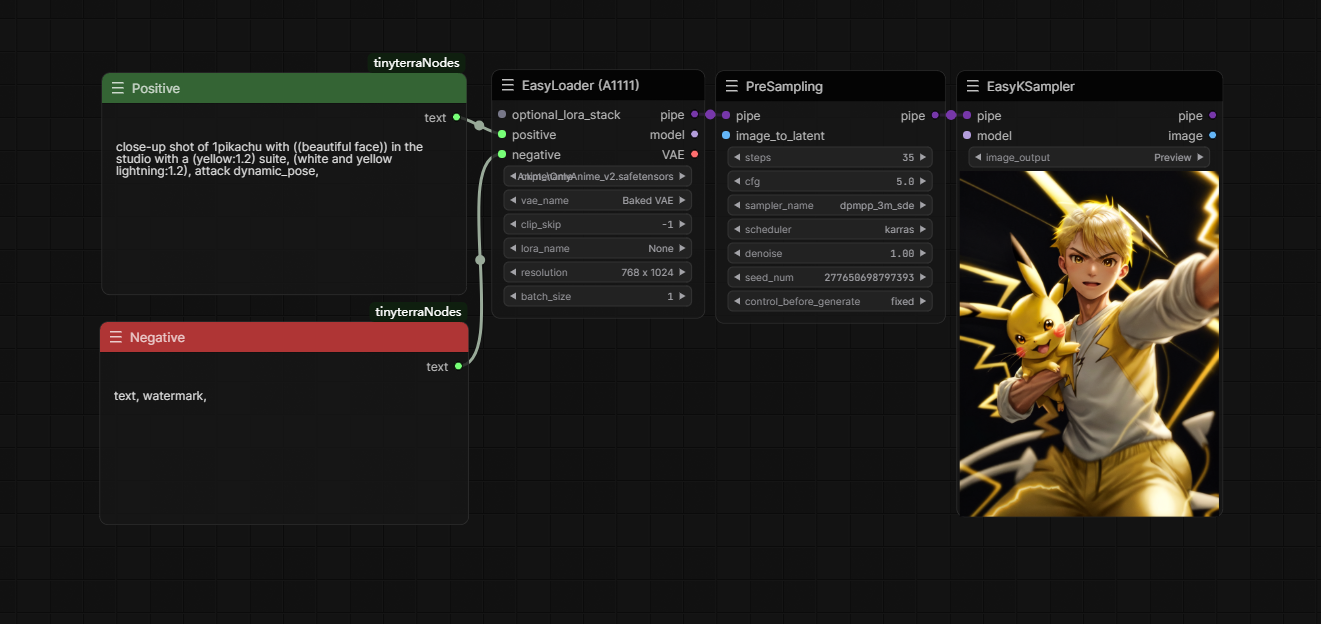 tinyterraNodes
Positive
text
close-up shot of 1pikachu with ((beautiful face)) in the
studio with a (yellow:1.2) suite, (white and yellow
lightning:1.2), attack dynamic_pose,
tinyterraNodes
Negative
text
text, watermark,
EasyLoader (A1111)
optional_lora_stack pipe
positive model
negative VAE
OnlyAnime_v2.safetensors
vae_name Baked VAE
clip_skip -1
lora_name None
resolution 768 x 1024
batch_size 1
PreSampling
pipe pipe
image_to_latent
steps 35
cfg 5.0
sampler_name dpmpp_3m_sde
scheduler karras
denoise 1.00
seed_num 277650698797393
control_before_generate fixed
EasyKSampler
pipe pipe
model image
image_output Preview